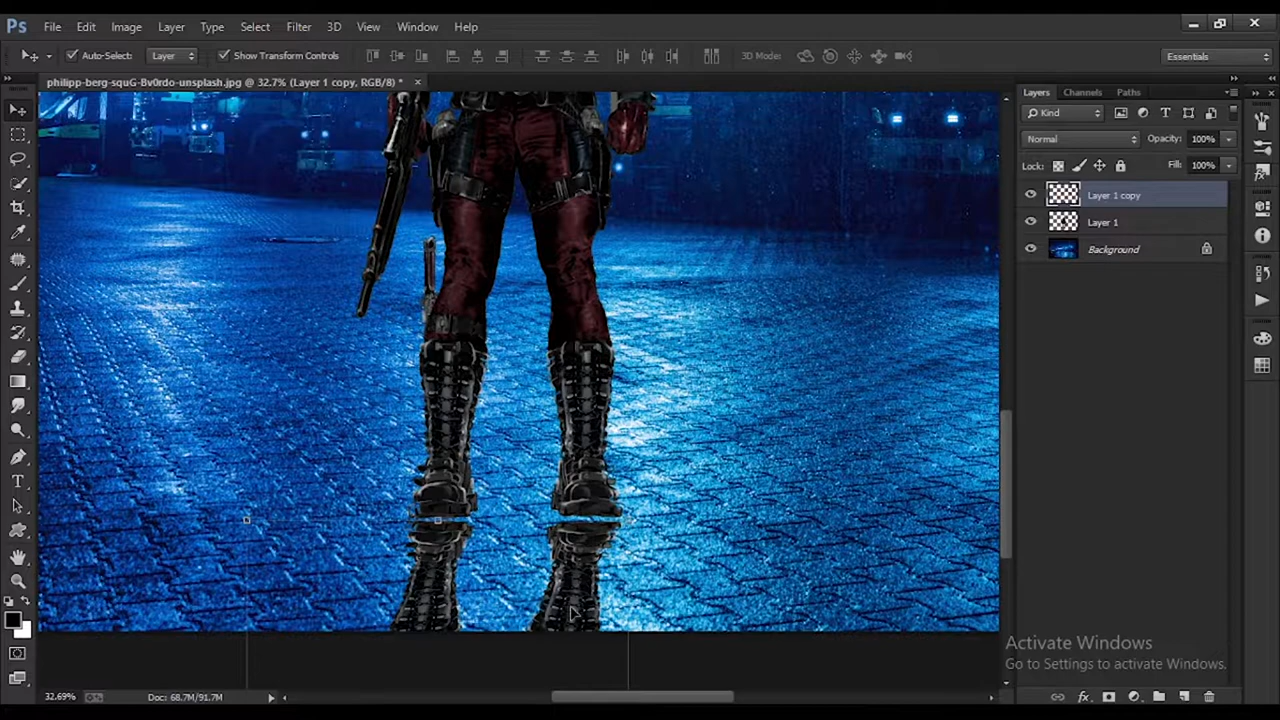 Ps File Edit Image Layer Type Select Filter 3D View Window Help
Auto-Select: Layer Show Transform Controls 3D Mode: Essentials
philipp-berg-squG-Bv0rdo-unsplash.jpg @ 32.7% (Layer 1 copy, RGB/8) *
Layers Channels Paths
Kind
Normal Opacity: 100%
Lock: Fill: 100%
Layer 1 copy
Layer 1
Background
Activate Windows
Go to Settings to activate Windows.
32.69% Doc: 68.7M/91.7M